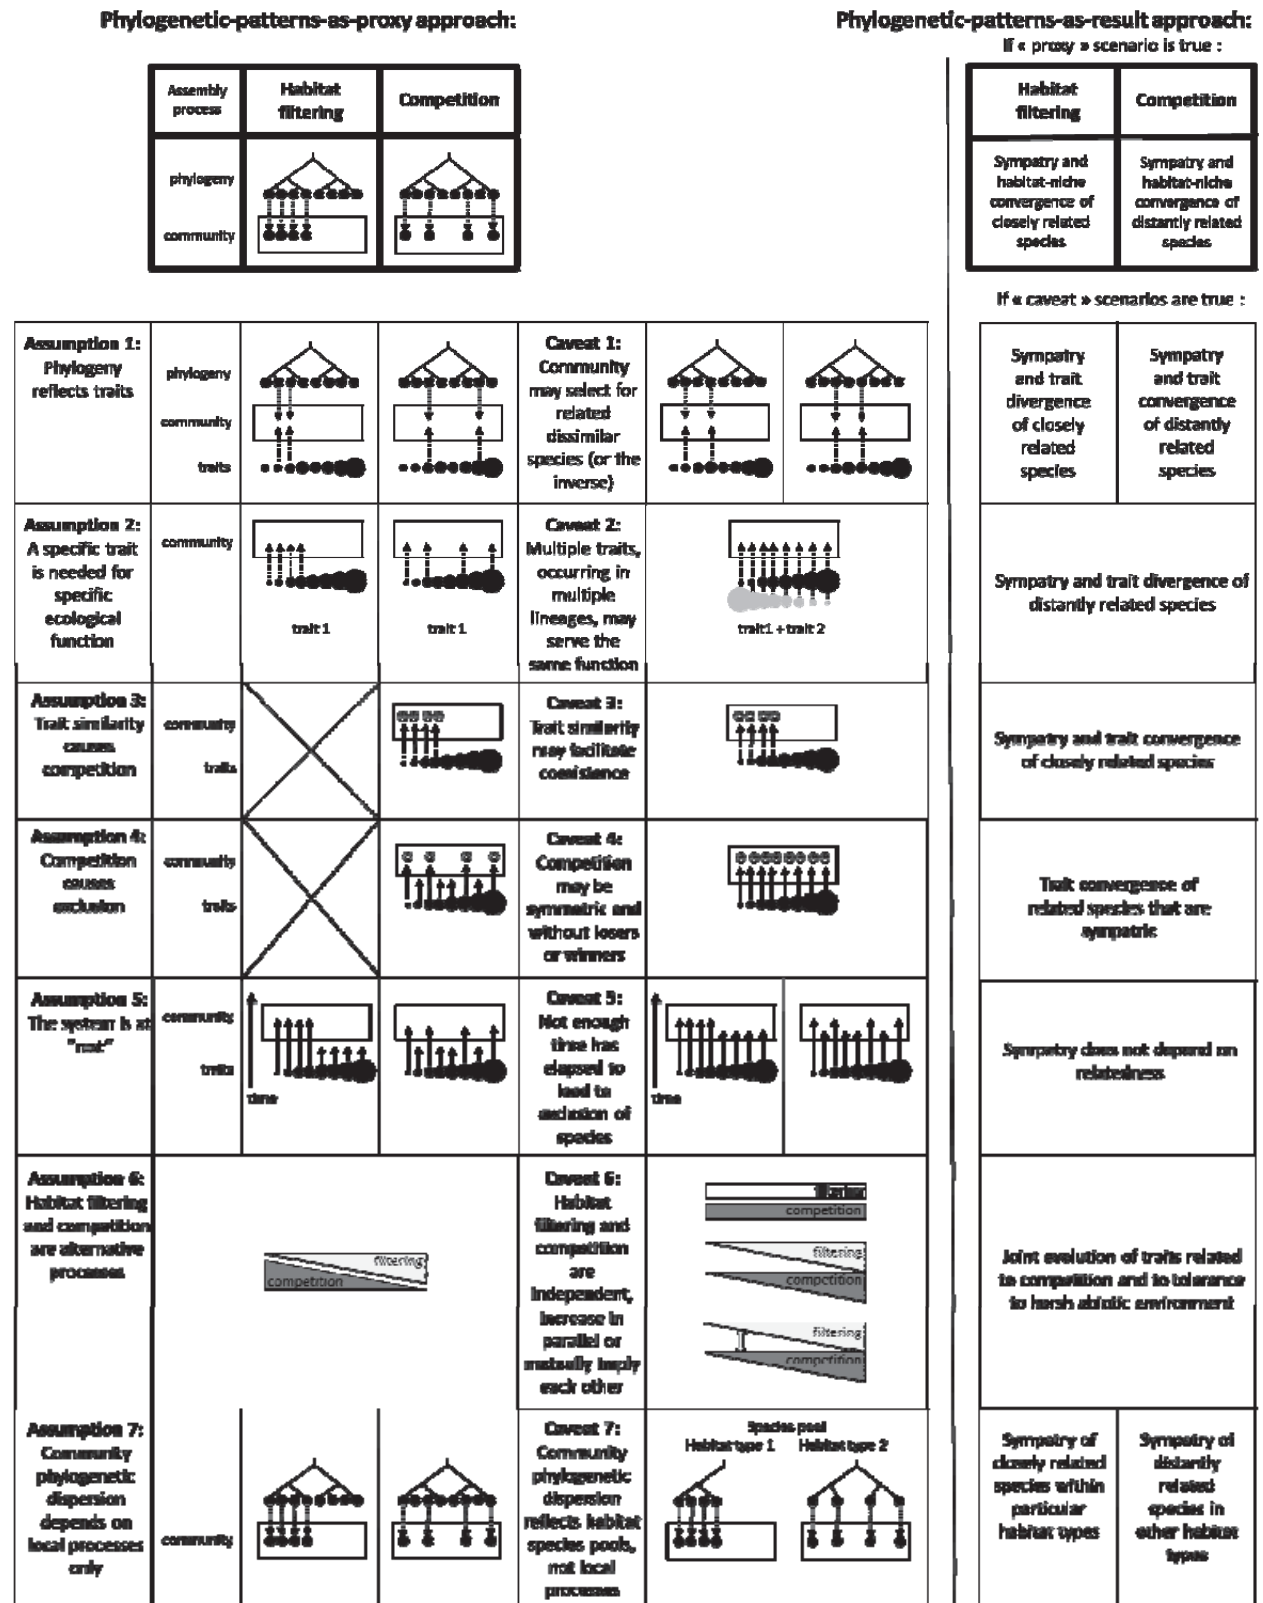 Phylogenetic-patterns-as-proxy approach:
Phylogenetic-patterns-as-result approach:
If « proxy » scenario is true :
Assembly
process
Habitat
filtering
Competition
phylogeny
community
Habitat
filtering
Competition
Sympatry and
habitat-niche
convergence of
closely related
species
Sympatry and
habitat-niche
convergence of
distantly related
species
If « caveat » scenarios are true :
Assumption 1:
Phylogeny
reflects traits
phylogeny
community
traits
Caveat 1:
Community
may select for
related
dissimilar
species (or the
inverse)
Sympatry
and trait
divergence
of closely
related
species
Sympatry
and trait
convergence
of distantly
related
species
Assumption 2:
A specific trait
is needed for
specific
ecological
function
community
trait 1
trait 1
Caveat 2:
Multiple traits,
occurring in
multiple
lineages, may
serve the
same function
trait1 + trait 2
Sympatry and trait divergence of
distantly related species
Assumption 3:
Trait similarity
causes
competition
community
traits
Caveat 3:
Trait similarity
may facilitate
coexistence
Sympatry and trait convergence
of closely related species
Assumption 4:
Competition
causes
exclusion
community
traits
Caveat 4:
Competition
may be
symmetric and
without losers
or winners
Trait convergence of
related species that are
sympatric
Assumption 5:
The system is at
"rest"
community
traits
time
Caveat 5:
Not enough
time has
elapsed to
lead to
exclusion of
species
time
Sympatry does not depend on
relatedness
Assumption 6:
Habitat filtering
and competition
are alternative
processes
filtering
competition
Caveat 6:
Habitat
filtering and
competition
are
independent,
increase in
parallel or
mutually imply
each other
filtering
competition
filtering
competition
filtering
competition
Joint evolution of traits related
to competition and to tolerance
to harsh abiotic environment
Assumption 7:
Community
phylogenetic
dispersion
depends on
local processes
only
community
Caveat 7:
Community
phylogenetic
dispersion
reflects habitat
species pools,
not local
processes
Species pool
Habitat type 1
Habitat type 2
Sympatry of
closely related
species within
particular
habitat types
Sympatry of
distantly
related
species in
other habitat
types